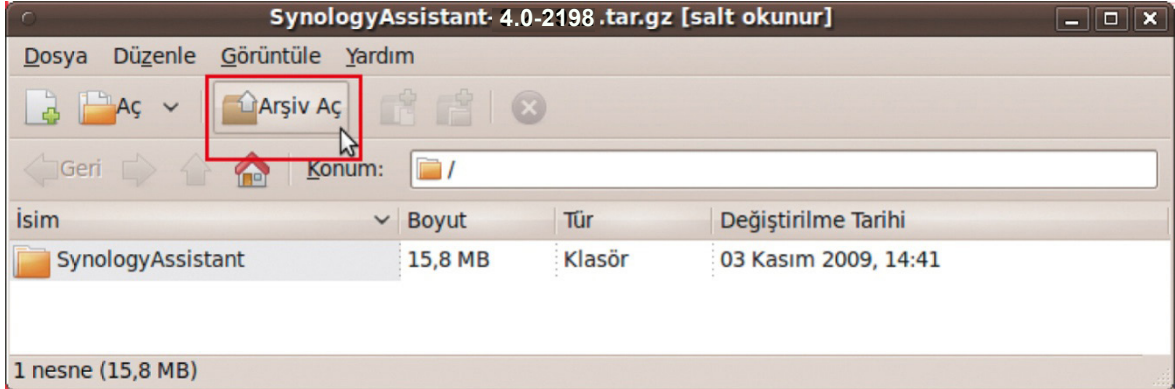 SynologyAssistant- 4.0-2198 .tar.gz [salt okunur]
Dosya Düzenle Görüntüle Yardım
Aç Arşiv Aç
Geri Konum: /
İsim Boyut Tür Değiştirilme Tarihi
SynologyAssistant 15,8 MB Klasör 03 Kasım 2009, 14:41
1 nesne (15,8 MB)